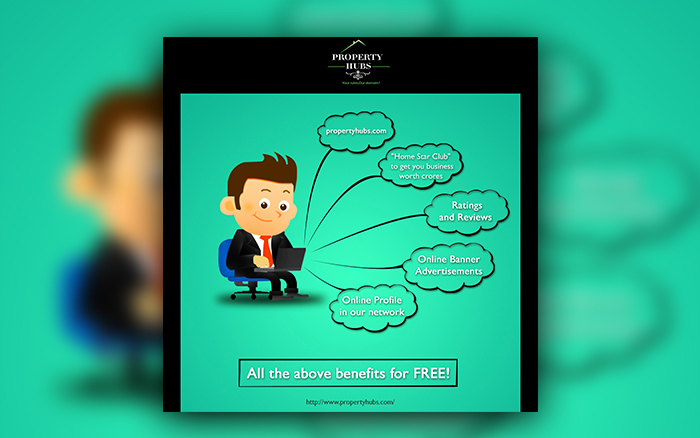 PROPERTY
HUBS
propertyhubs.com
"Home Star Club"
to get you business
worth crores
Ratings
and Reviews
Online Banner
Advertisements
Online Profile
in our network
All the above benefits for FREE!
http://www.propertyhubs.com/